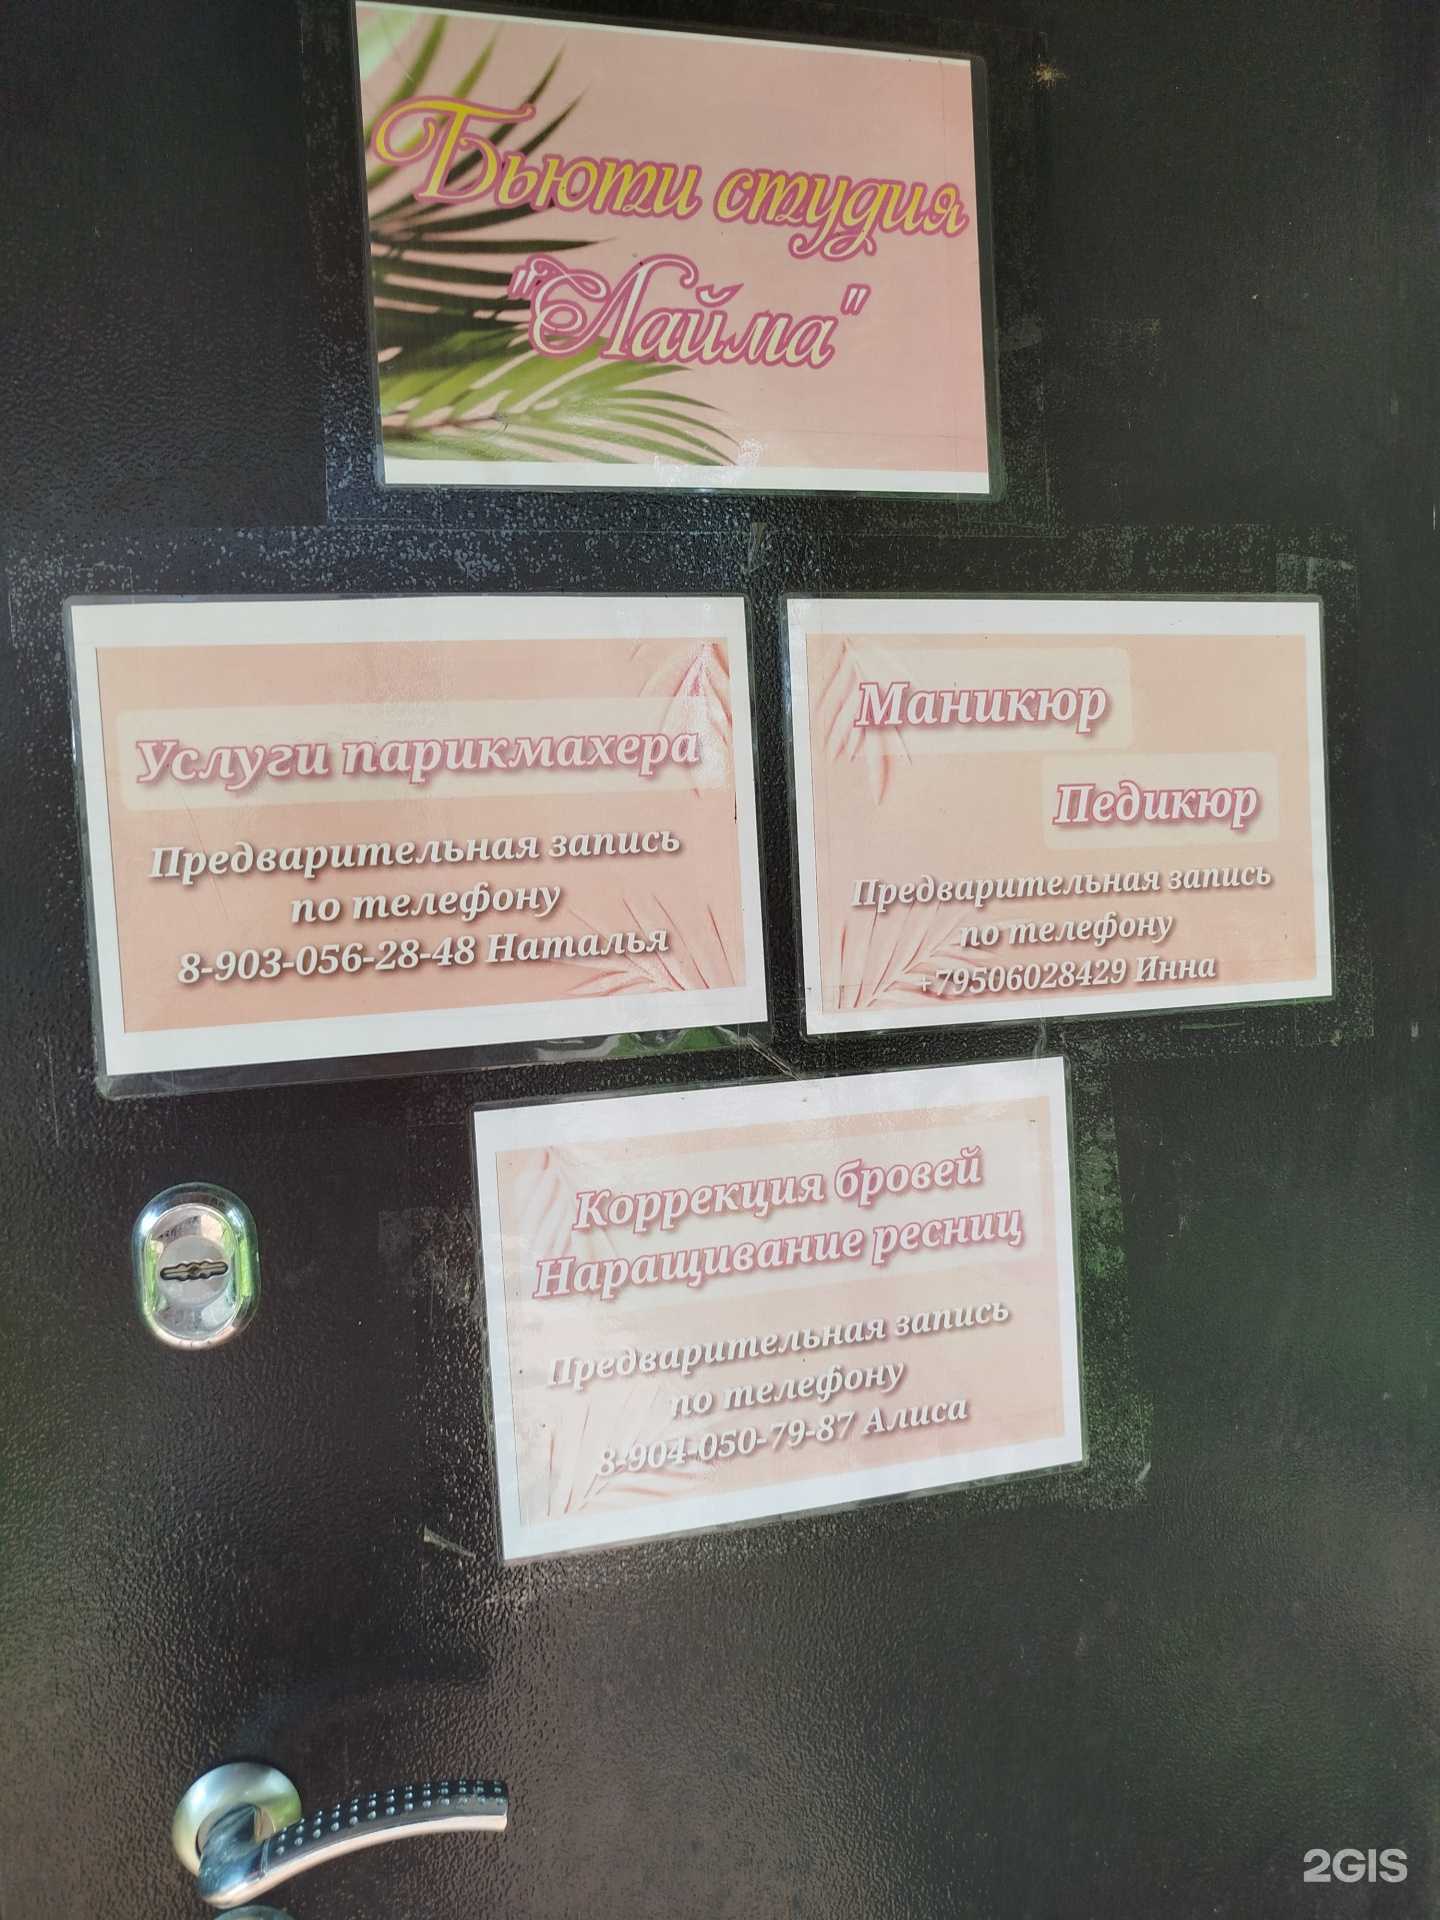 Бьюти студия
"Лайма"
Услуги парикмахера
Предварительная запись
по телефону
8-903-056-28-48 Наталья
Маникюр
Педикюр
Предварительная запись
по телефону
+79506028429 Инна
Коррекция бровей
Наращивание ресниц
Предварительная запись
по телефону
8-904-050-79-87 Алиса
2GIS